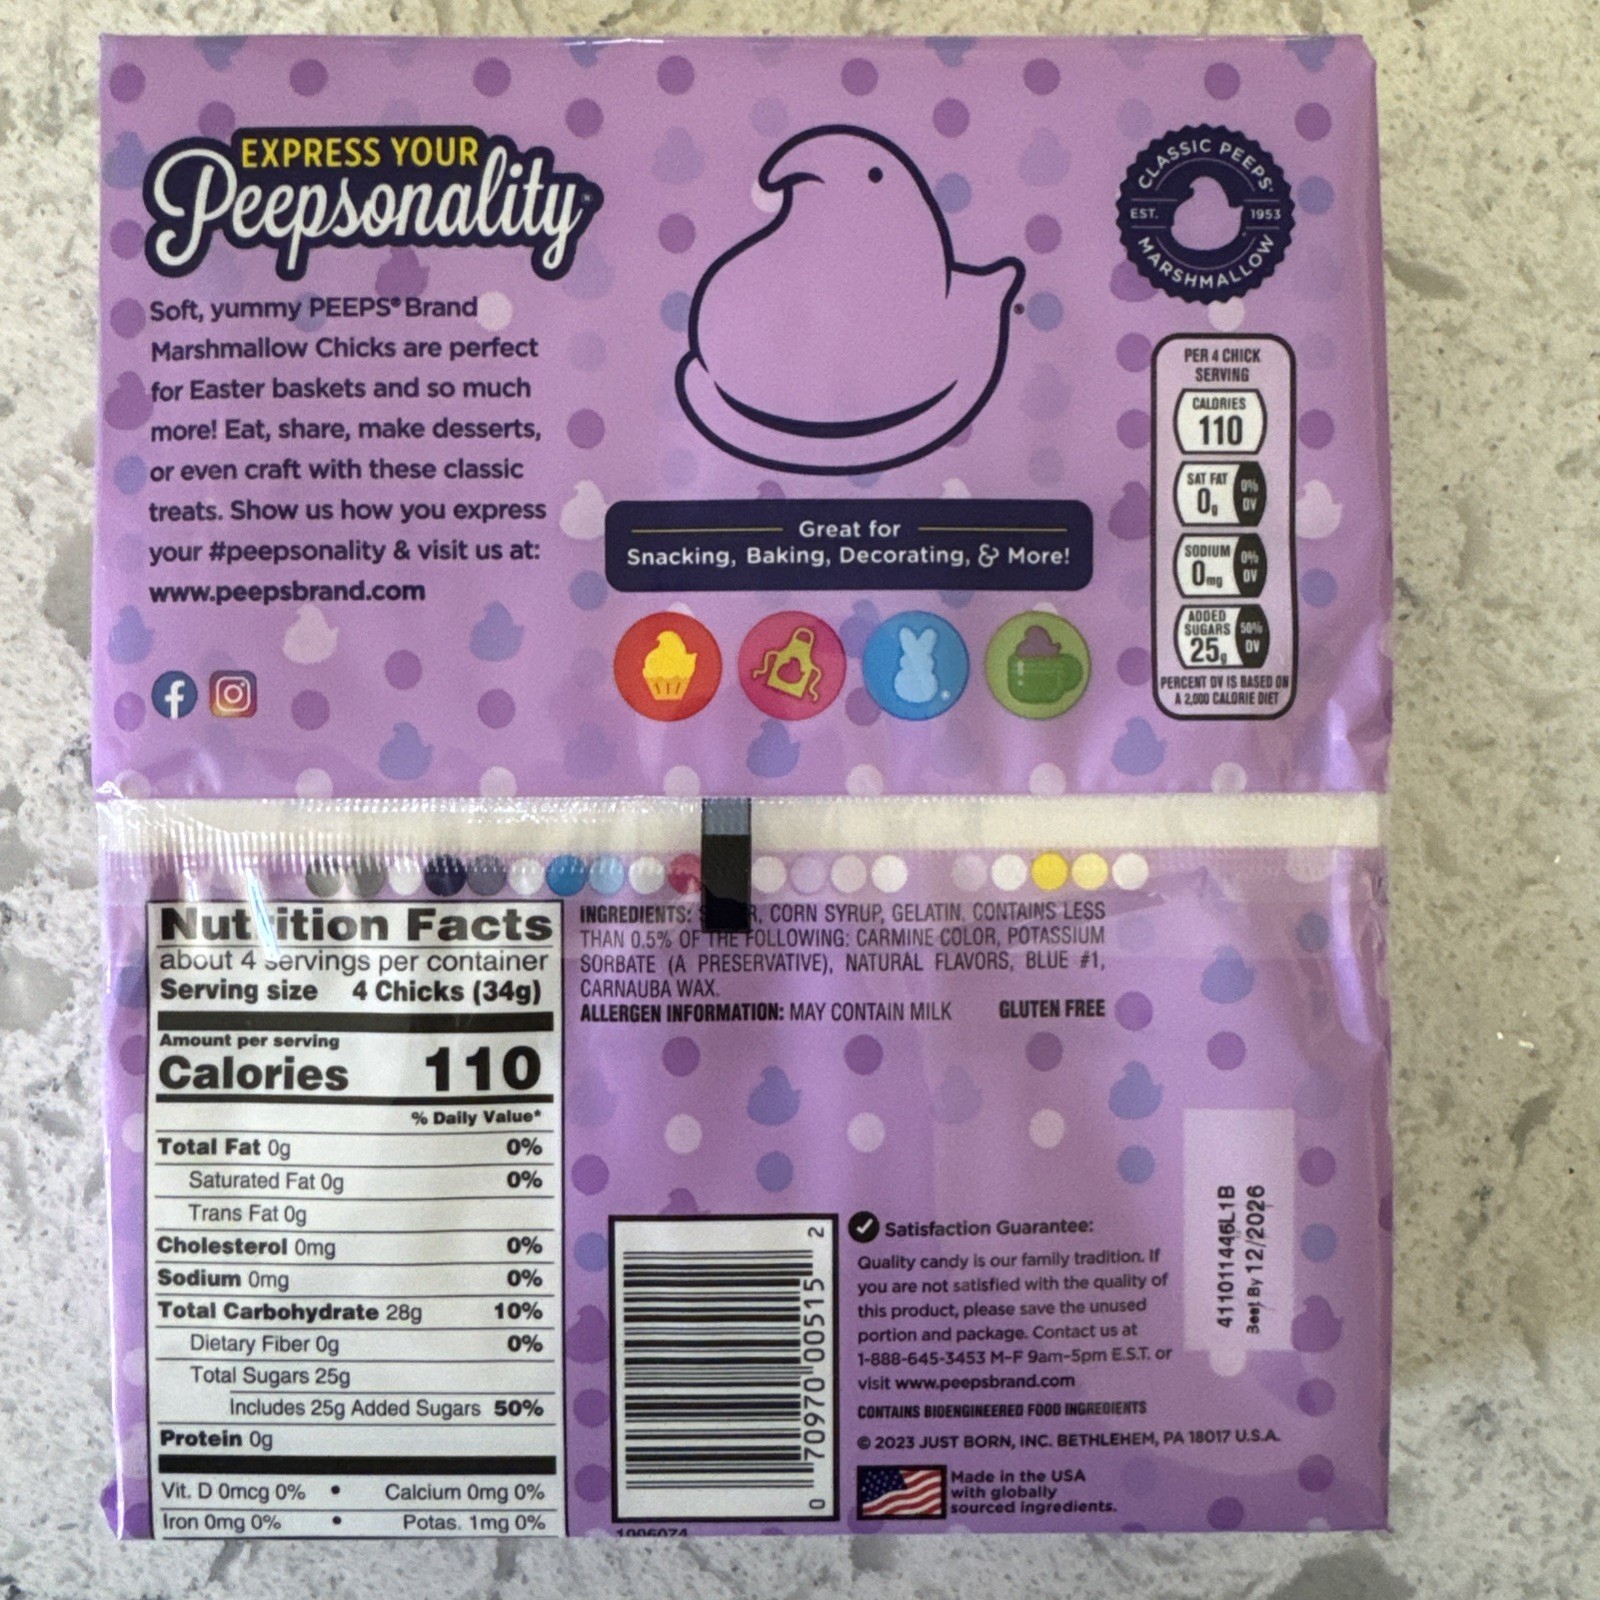 EXPRESS YOUR
Peepsonality®
Soft, yummy PEEPS® Brand
Marshmallow Chicks are perfect
for Easter baskets and so much
more! Eat, share, make desserts,
or even craft with these classic
treats. Show us how you express
your #peepsonality & visit us at:
www.peepsbrand.com
®
Great for
Snacking, Baking, Decorating, & More!
CLASSIC PEEPS®
EST. 1953
MARSHMALLOW
PER 4 CHICK
SERVING
CALORIES
110
SAT FAT
0g
0%
DV
SODIUM
0mg
0%
DV
ADDED
SUGARS
25g
50%
DV
PERCENT DV IS BASED ON
A 2,000 CALORIE DIET
Nut ition Facts
about 4 servings per container
Serving size 4 Chicks (34g)
Amount per serving
Calories 110
% Daily Value*
Total Fat 0g 0%
Saturated Fat 0g 0%
Trans Fat 0g
Cholesterol 0mg 0%
Sodium 0mg 0%
Total Carbohydrate 28g 10%
Dietary Fiber 0g 0%
Total Sugars 25g
Includes 25g Added Sugars 50%
Protein 0g
Vit. D 0mcg 0% • Calcium 0mg 0%
Iron 0mg 0% • Potas. 1mg 0%
INGREDIENTS: CORN SYRUP, GELATIN. CONTAINS LESS
THAN 0.5% OF THE FOLLOWING: CARMINE COLOR, POTASSIUM
SORBATE (A PRESERVATIVE), NATURAL FLAVORS, BLUE #1,
CARNAUBA WAX.
ALLERGEN INFORMATION: MAY CONTAIN MILK GLUTEN FREE
0 70970 00515 2
1006074
Satisfaction Guarantee:
Quality candy is our family tradition. If
you are not satisfied with the quality of
this product, please save the unused
portion and package. Contact us at
1-888-645-3453 M-F 9am-5pm E.S.T. or
visit www.peepsbrand.com
CONTAINS BIOENGINEERED FOOD INGREDIENTS
© 2023 JUST BORN, INC. BETHLEHEM, PA 18017 U.S.A.
Made in the USA
with globally
sourced ingredients.
411011446L1B
Best By 12/2026